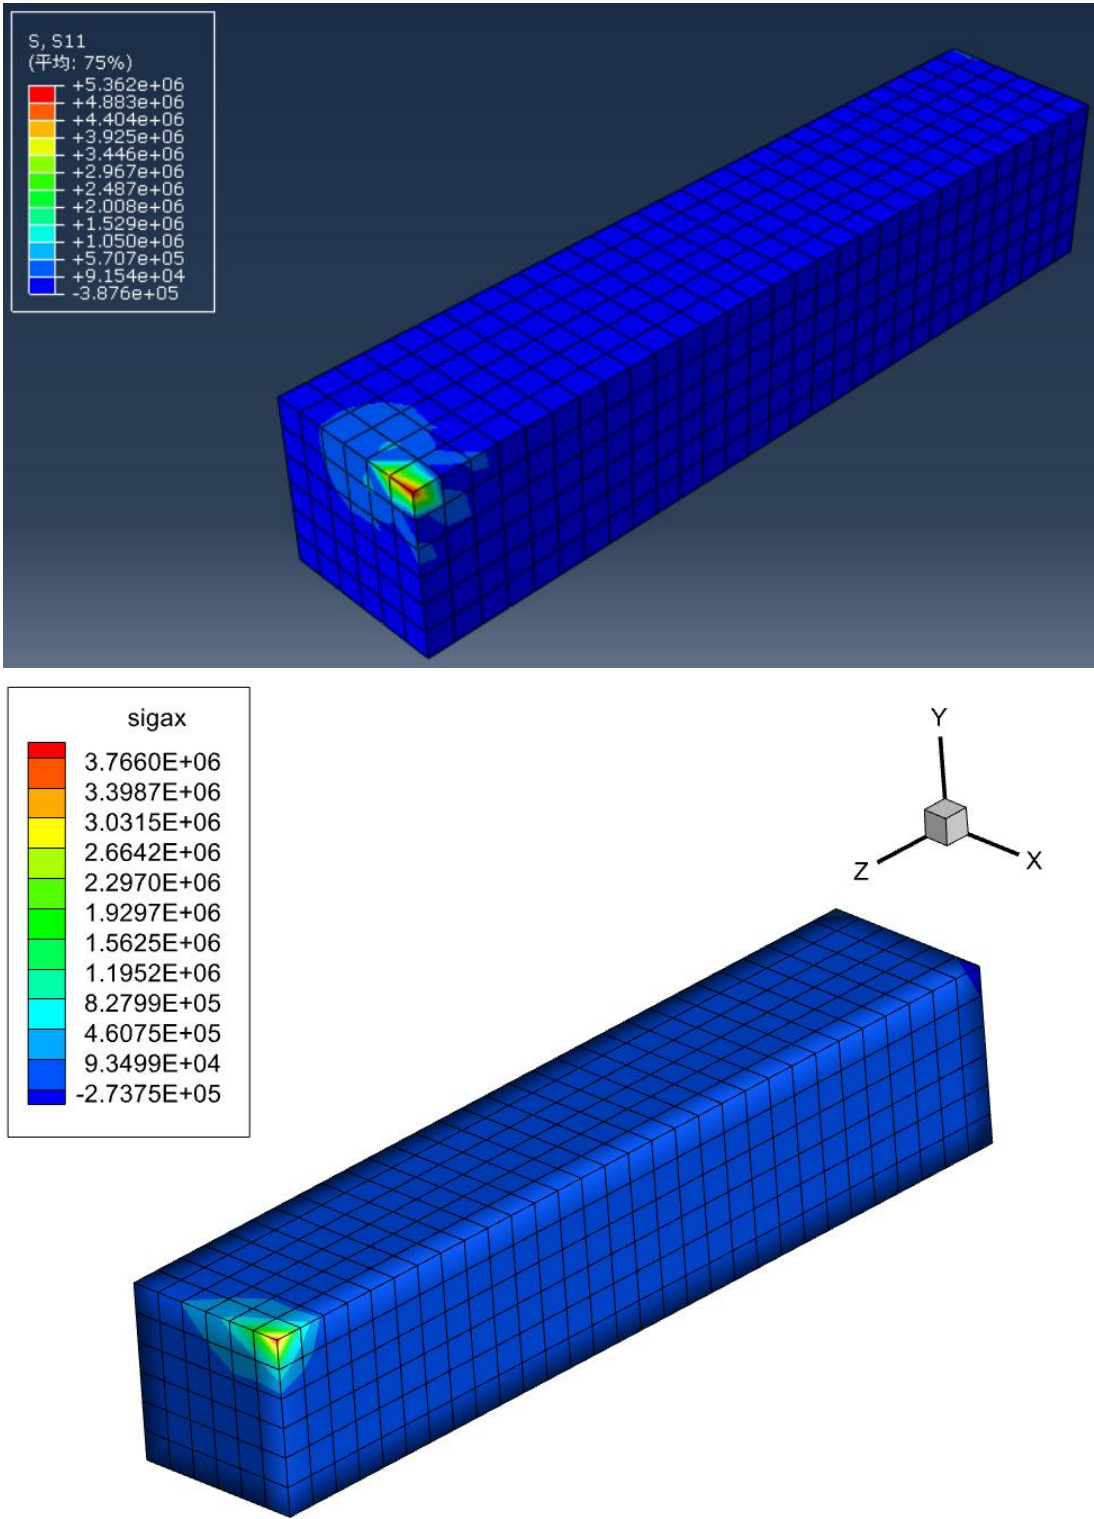 S, S11
(平均: 75%)
+5.362e+06
+4.883e+06
+4.404e+06
+3.925e+06
+3.446e+06
+2.967e+06
+2.487e+06
+2.008e+06
+1.529e+06
+1.050e+06
+5.707e+05
+9.154e+04
-3.876e+05
sigax
3.7660E+06
3.3987E+06
3.0315E+06
2.6642E+06
2.2970E+06
1.9297E+06
1.5625E+06
1.1952E+06
8.2799E+05
4.6075E+05
9.3499E+04
-2.7375E+05
Y
Z
X